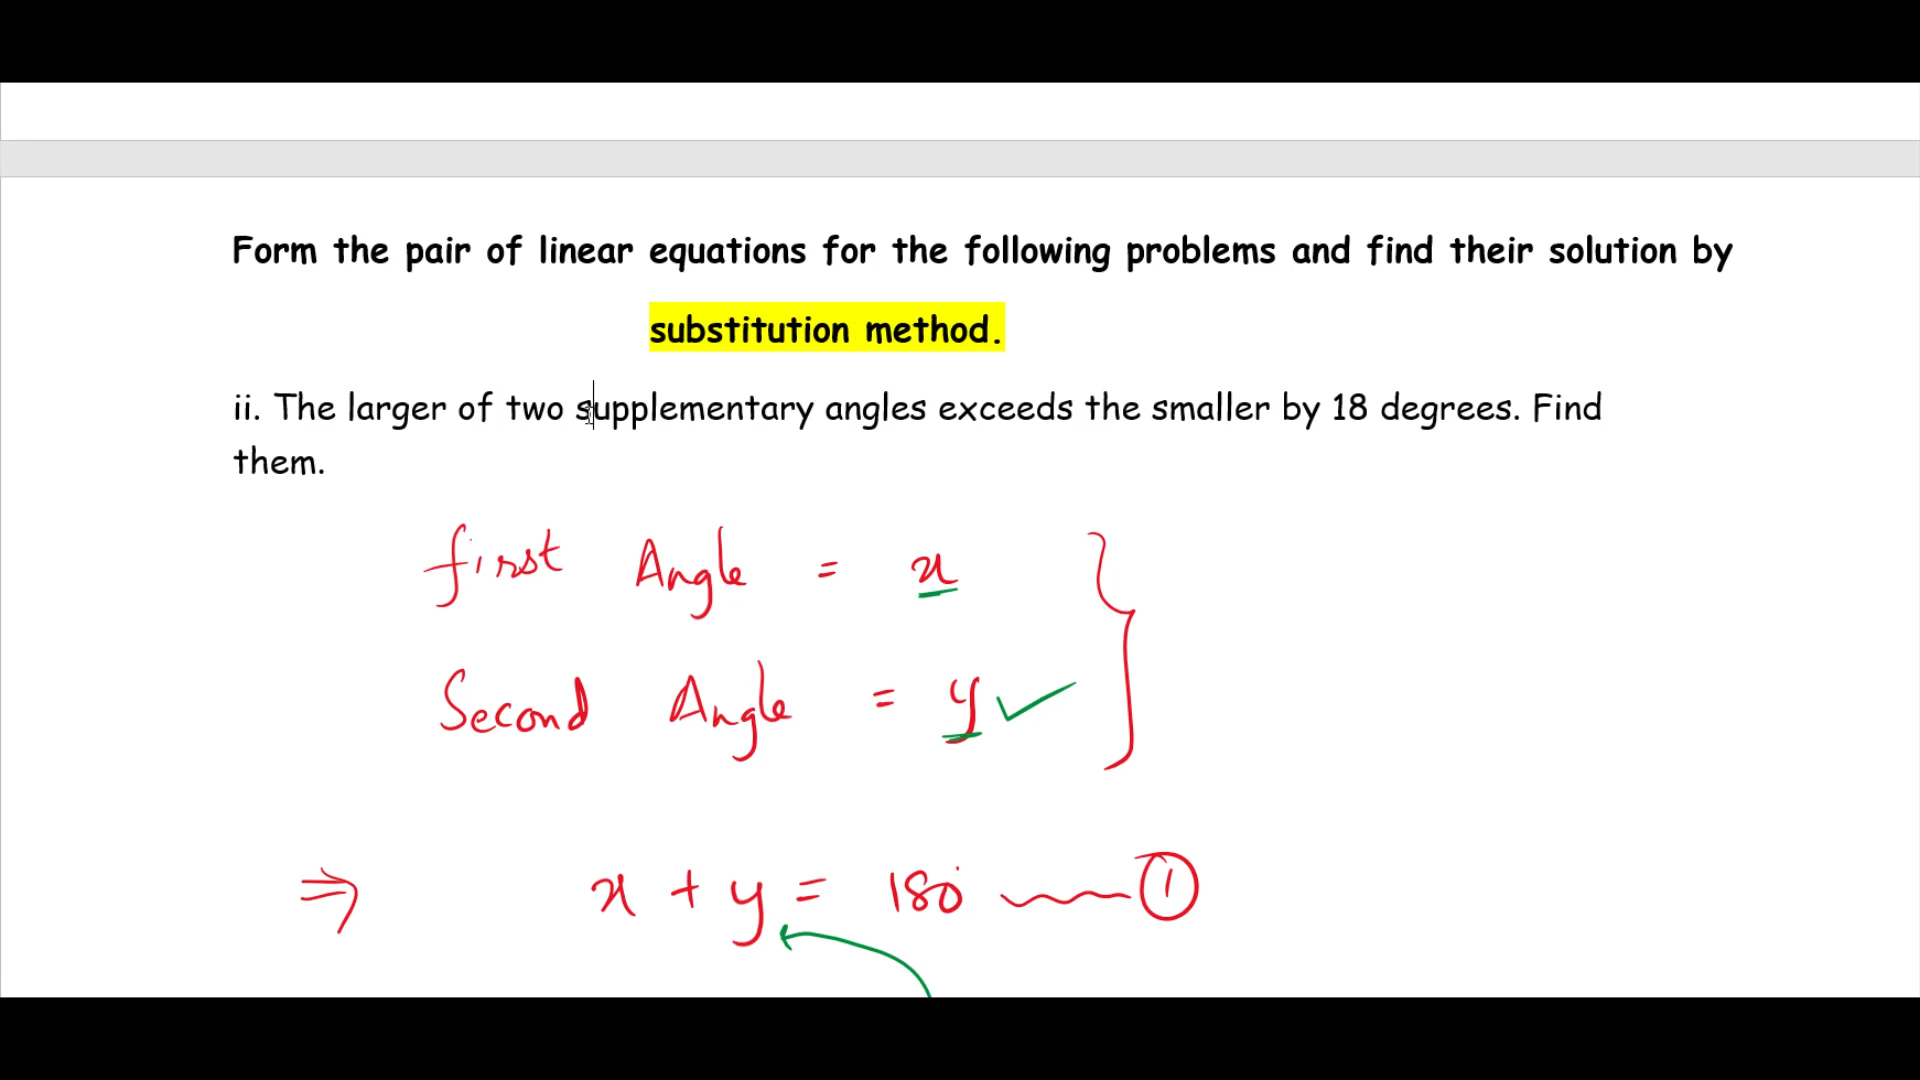 Form the pair of linear equations for the following problems and find their solution by
substitution method.
ii. The larger of two supplementary angles exceeds the smaller by 18 degrees. Find
them.
first Angle = x
Second Angle = y ✓
⇒ x + y = 180° ①